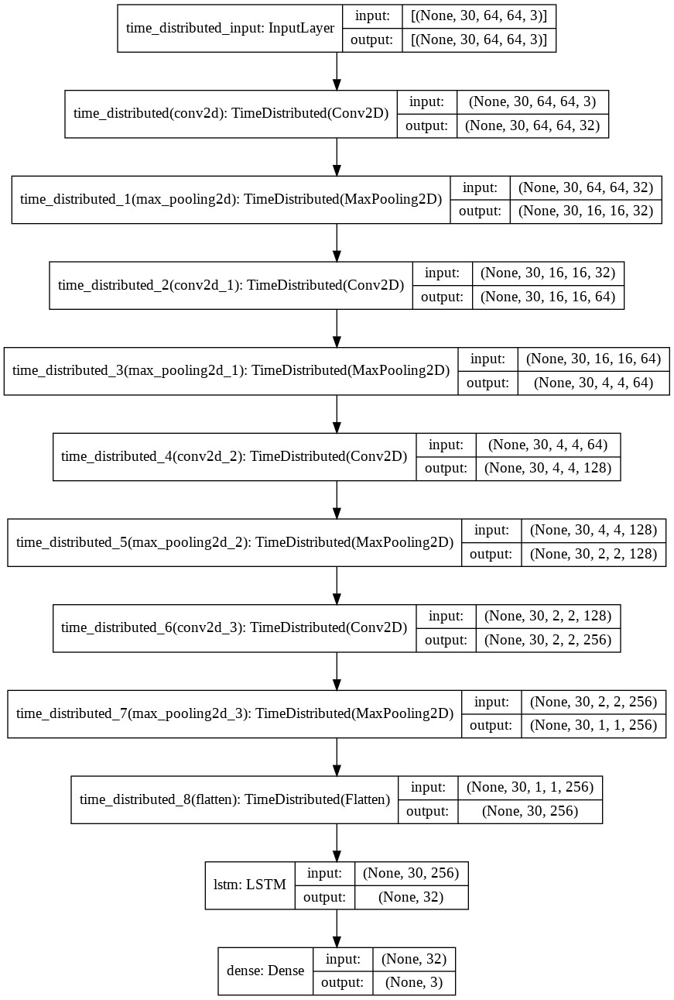 time_distributed_input: InputLayer
input:
[(None, 30, 64, 64, 3)]
output:
[(None, 30, 64, 64, 3)]
time_distributed(conv2d): TimeDistributed(Conv2D)
input:
(None, 30, 64, 64, 3)
output:
(None, 30, 64, 64, 32)
time_distributed_1(max_pooling2d): TimeDistributed(MaxPooling2D)
input:
(None, 30, 64, 64, 32)
output:
(None, 30, 16, 16, 32)
time_distributed_2(conv2d_1): TimeDistributed(Conv2D)
input:
(None, 30, 16, 16, 32)
output:
(None, 30, 16, 16, 64)
time_distributed_3(max_pooling2d_1): TimeDistributed(MaxPooling2D)
input:
(None, 30, 16, 16, 64)
output:
(None, 30, 4, 4, 64)
time_distributed_4(conv2d_2): TimeDistributed(Conv2D)
input:
(None, 30, 4, 4, 64)
output:
(None, 30, 4, 4, 128)
time_distributed_5(max_pooling2d_2): TimeDistributed(MaxPooling2D)
input:
(None, 30, 4, 4, 128)
output:
(None, 30, 2, 2, 128)
time_distributed_6(conv2d_3): TimeDistributed(Conv2D)
input:
(None, 30, 2, 2, 128)
output:
(None, 30, 2, 2, 256)
time_distributed_7(max_pooling2d_3): TimeDistributed(MaxPooling2D)
input:
(None, 30, 2, 2, 256)
output:
(None, 30, 1, 1, 256)
time_distributed_8(flatten): TimeDistributed(Flatten)
input:
(None, 30, 1, 1, 256)
output:
(None, 30, 256)
lstm: LSTM
input:
(None, 30, 256)
output:
(None, 32)
dense: Dense
input:
(None, 32)
output:
(None, 3)